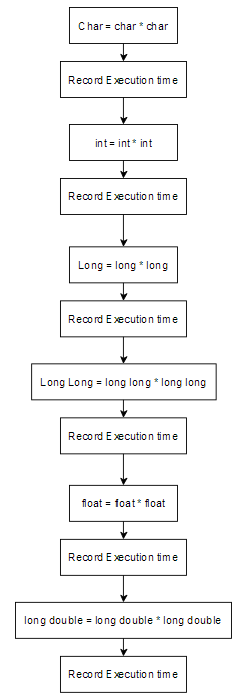 Char = char * char
Record Execution time
int = int * int
Record Execution time
Long = long * long
Record Execution time
Long Long = long long * long long
Record Execution time
float = float * float
Record Execution time
long double = long double * long double
Record Execution time